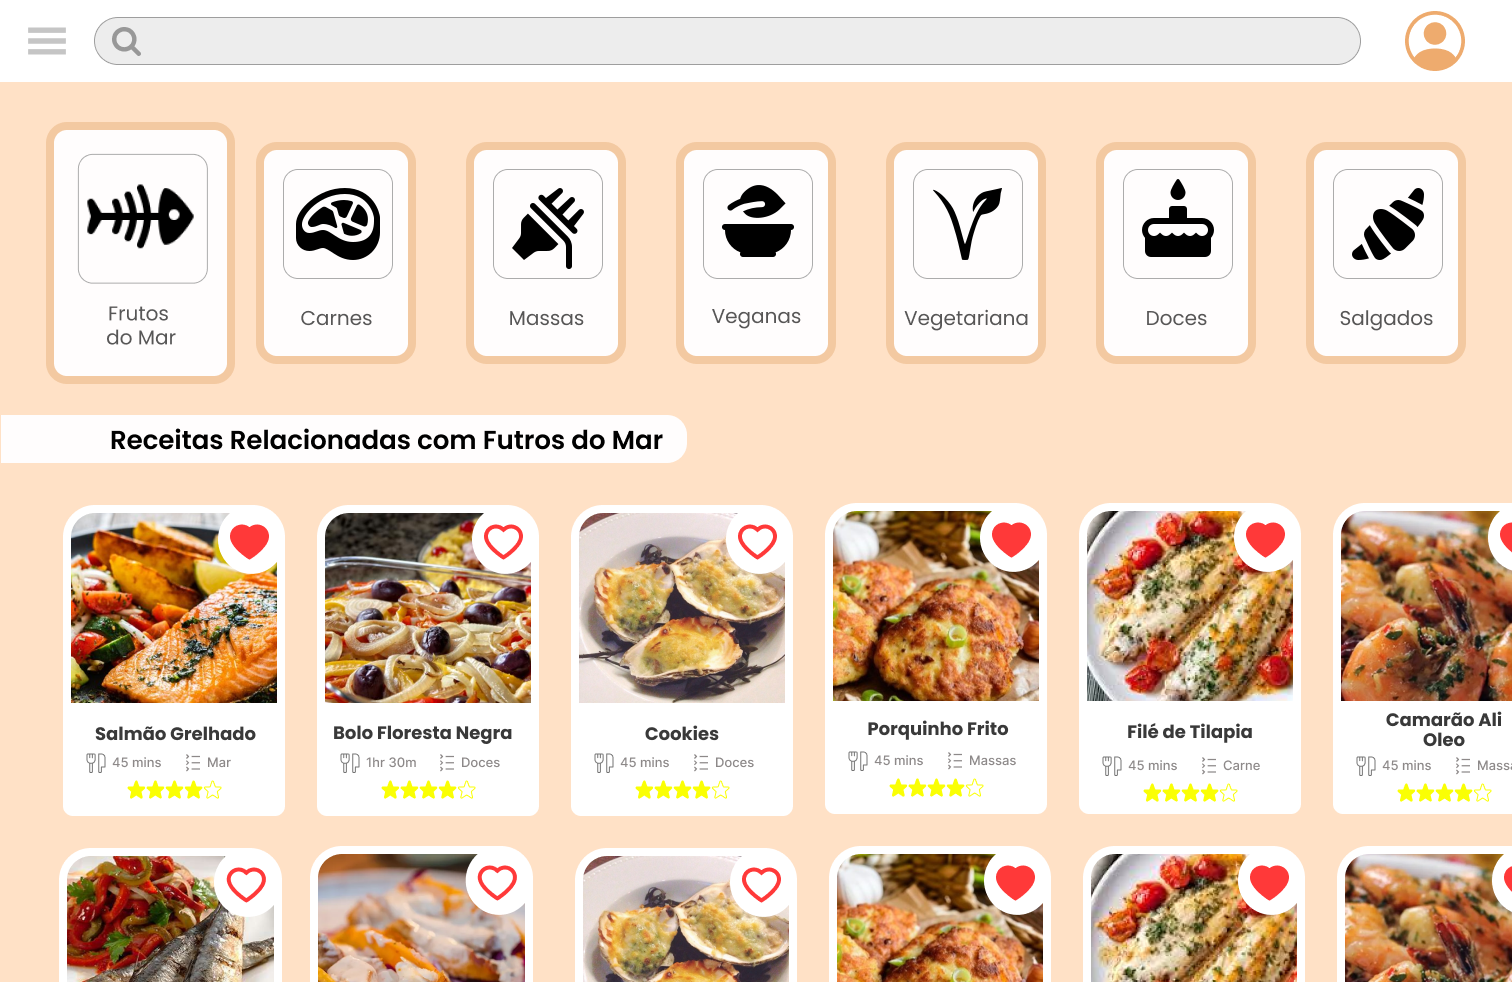 Frutos
do Mar
Carnes
Massas
Veganas
Vegetariana
Doces
Salgados
Receitas Relacionadas com Futros do Mar
Salmão Grelhado
45 mins Mar
Bolo Floresta Negra
1hr 30m Doces
Cookies
45 mins Doces
Porquinho Frito
45 mins Massas
Filé de Tilapia
45 mins Carne
Camarão Ali
Oleo
45 mins